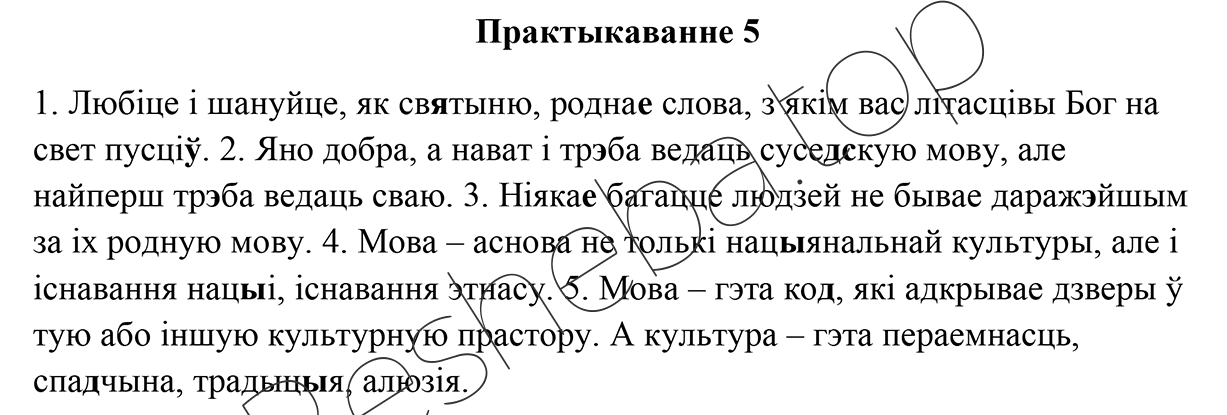 Практыкаванне 5
1. Любіце і шануйце, як святыню, роднае слова, з якім вас літасцівы Бог на
свет пусціў. 2. Яно добра, а нават і трэба ведаць суседскую мову, але
найперш трэба ведаць сваю. 3. Ніякае багацце людзей не бывае даражэйшым
за іх родную мову. 4. Мова – аснова не толькі нацыянальнай культуры, але і
існавання нацыі, існавання этнасу. 5. Мова – гэта код, які адкрывае дзверы ў
тую або іншую культурную прастору. А культура – гэта пераемнасць,
спадчына, традыцыя, алюзія.
Resheba.top